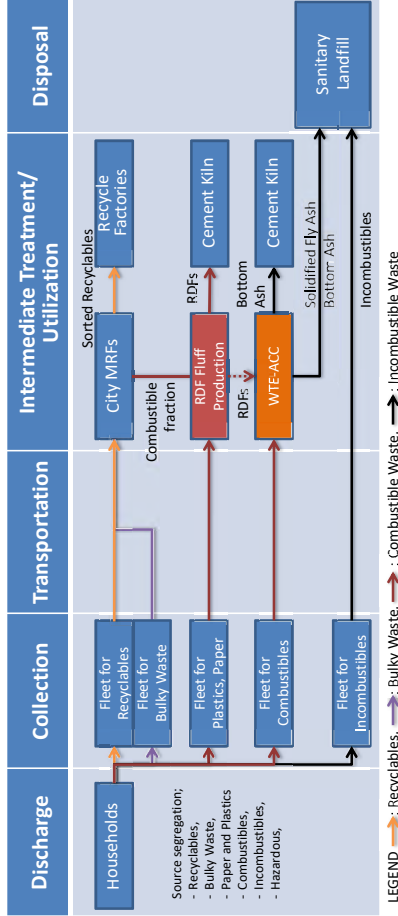 Discharge
Collection
Transportation
Intermediate Treatment/
Utilization
Disposal
Households
Source segregation;
- Recyclables,
- Bulky Waste,
- Paper and Plastics
- Combustibles,
- Incombustibles,
- Hazardous,
Fleet for
Recyclables
Fleet for
Bulky Waste
Fleet for
Plastics, Paper
Fleet for
Combustibles
Fleet for
Incombustibles
City MRFs
Sorted Recyclables
Recycle
Factories
Combustible
fraction
RDF Fluff
Production
RDFs
Cement Kiln
RDFs
WTE-ACC
Bottom
Ash
Cement Kiln
Solidified Fly Ash
Bottom Ash
Incombustibles
Sanitary
Landfill
LEGEND : Recyclables, : Bulky Waste, : Combustible Waste, : Incombustible Waste